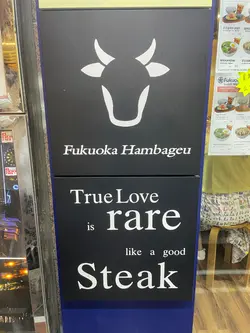 Fukuoka Hambageu
True Love
is rare
like a good
Steak